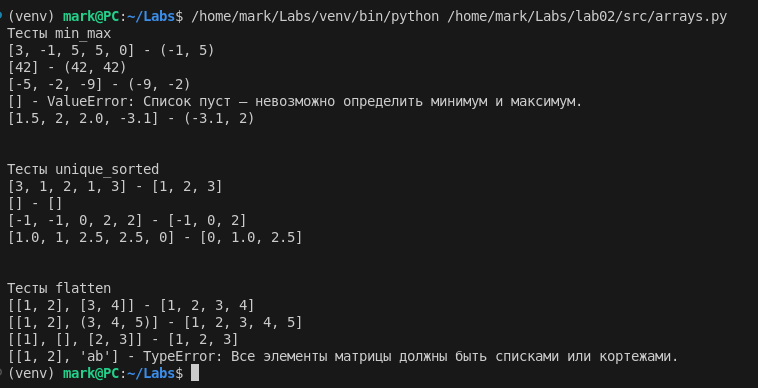 (venv) mark@PC:~/Labs$ /home/mark/Labs/venv/bin/python /home/mark/Labs/lab02/src/arrays.py
Тесты min_max
[3, -1, 5, 5, 0] - (-1, 5)
[42] - (42, 42)
[-5, -2, -9] - (-9, -2)
[] - ValueError: Список пуст — невозможно определить минимум и максимум.
[1.5, 2, 2.0, -3.1] - (-3.1, 2)
Тесты unique_sorted
[3, 1, 2, 1, 3] - [1, 2, 3]
[] - []
[-1, -1, 0, 2, 2] - [-1, 0, 2]
[1.0, 1, 2.5, 2.5, 0] - [0, 1.0, 2.5]
Тесты flatten
[[1, 2], [3, 4]] - [1, 2, 3, 4]
[[1, 2], (3, 4, 5)] - [1, 2, 3, 4, 5]
[[1], [], [2, 3]] - [1, 2, 3]
[[1, 2], 'ab'] - TypeError: Все элементы матрицы должны быть списками или кортежами.
(venv) mark@PC:~/Labs$